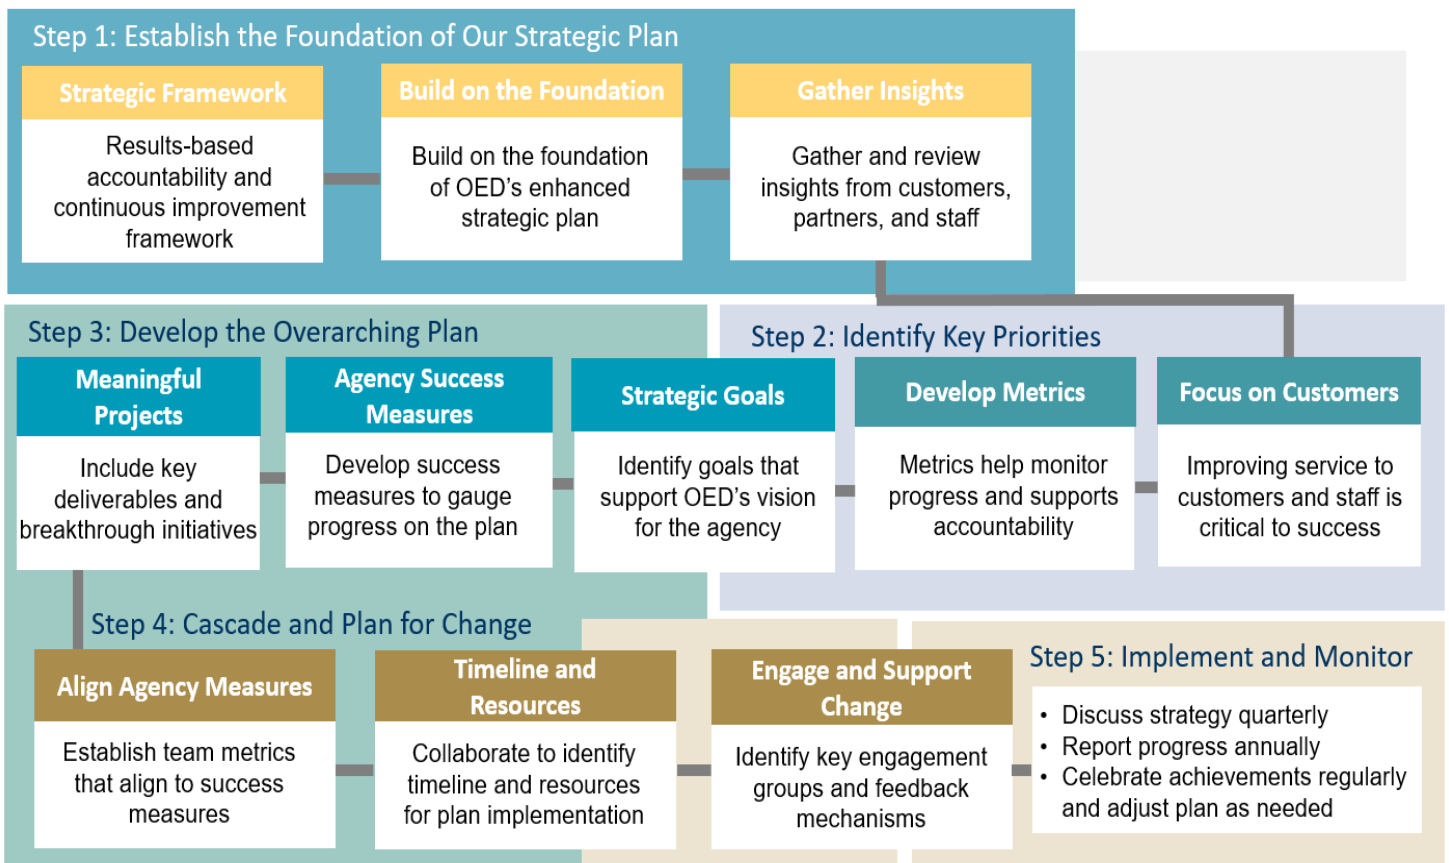 Step 1: Establish the Foundation of Our Strategic Plan
Strategic Framework
Results-based
accountability and
continuous improvement
framework
Build on the Foundation
Build on the foundation
of OED’s enhanced
strategic plan
Gather Insights
Gather and review
insights from customers,
partners, and staff
Step 2: Identify Key Priorities
Focus on Customers
Improving service to
customers and staff is
critical to success
Develop Metrics
Metrics help monitor
progress and supports
accountability
Step 3: Develop the Overarching Plan
Strategic Goals
Identify goals that
support OED’s vision
for the agency
Agency Success
Measures
Develop success
measures to gauge
progress on the plan
Meaningful
Projects
Include key
deliverables and
breakthrough initiatives
Step 4: Cascade and Plan for Change
Align Agency Measures
Establish team metrics
that align to success
measures
Timeline and
Resources
Collaborate to identify
timeline and resources
for plan implementation
Engage and Support
Change
Identify key engagement
groups and feedback
mechanisms
Step 5: Implement and Monitor
• Discuss strategy quarterly
• Report progress annually
• Celebrate achievements regularly
and adjust plan as needed